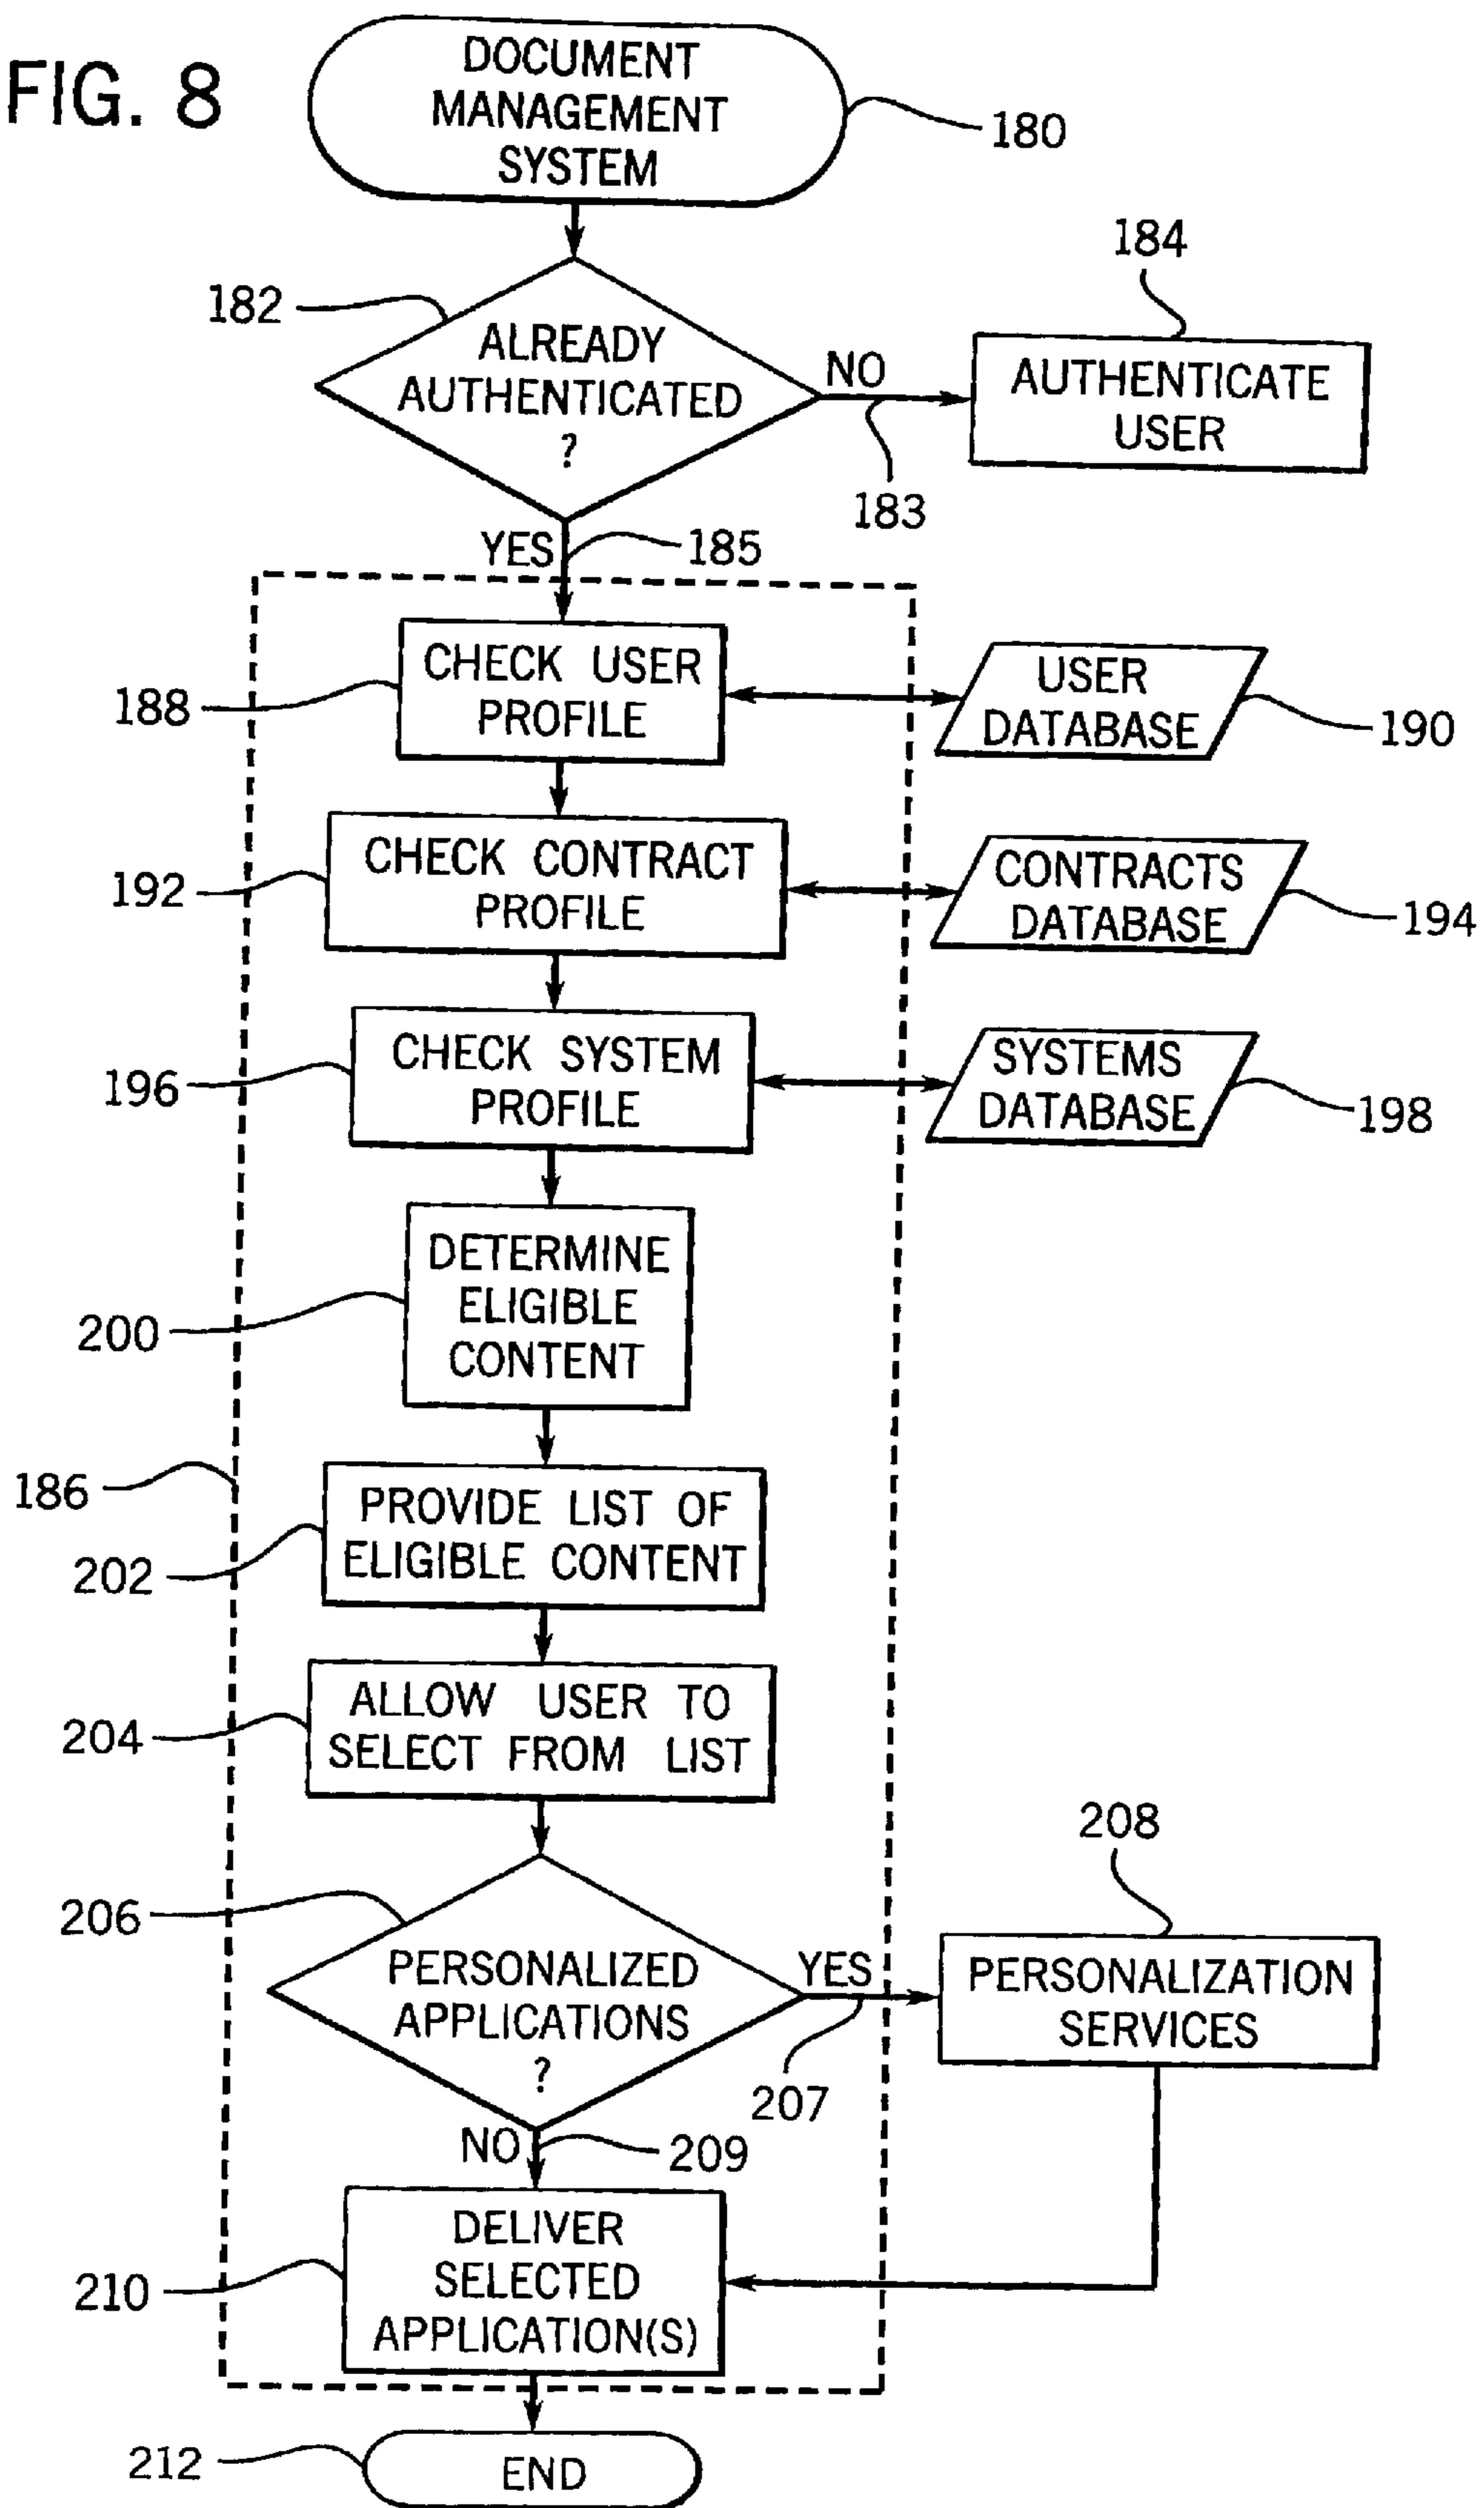 FIG. 8
DOCUMENT
MANAGEMENT
SYSTEM
180
182
ALREADY
AUTHENTICATED
?
NO
183
184
AUTHENTICATE
USER
YES
185
188
CHECK USER
PROFILE
USER
DATABASE
190
192
CHECK CONTRACT
PROFILE
CONTRACTS
DATABASE
194
196
CHECK SYSTEM
PROFILE
SYSTEMS
DATABASE
198
200
DETERMINE
ELIGIBLE
CONTENT
186
202
PROVIDE LIST OF
ELIGIBLE CONTENT
204
ALLOW USER TO
SELECT FROM LIST
206
PERSONALIZED
APPLICATIONS
?
YES
207
208
PERSONALIZATION
SERVICES
NO
209
210
DELIVER
SELECTED
APPLICATION(S)
212
END